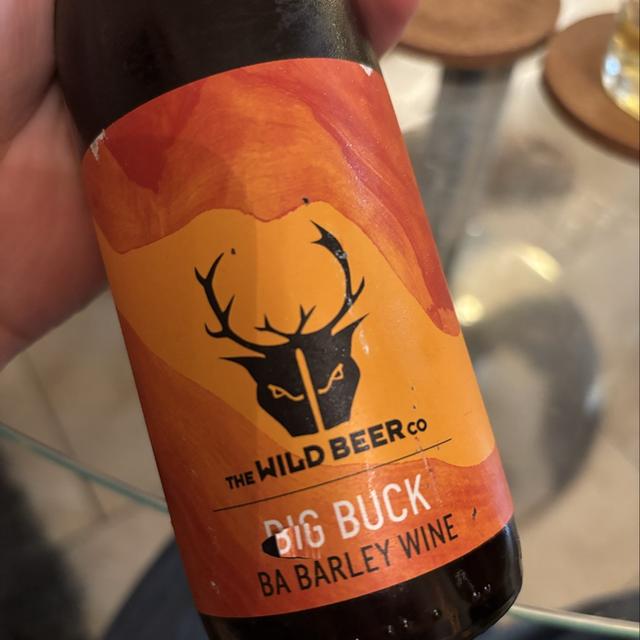 THE WILD BEER CO
BIG BUCK
BA BARLEY WINE